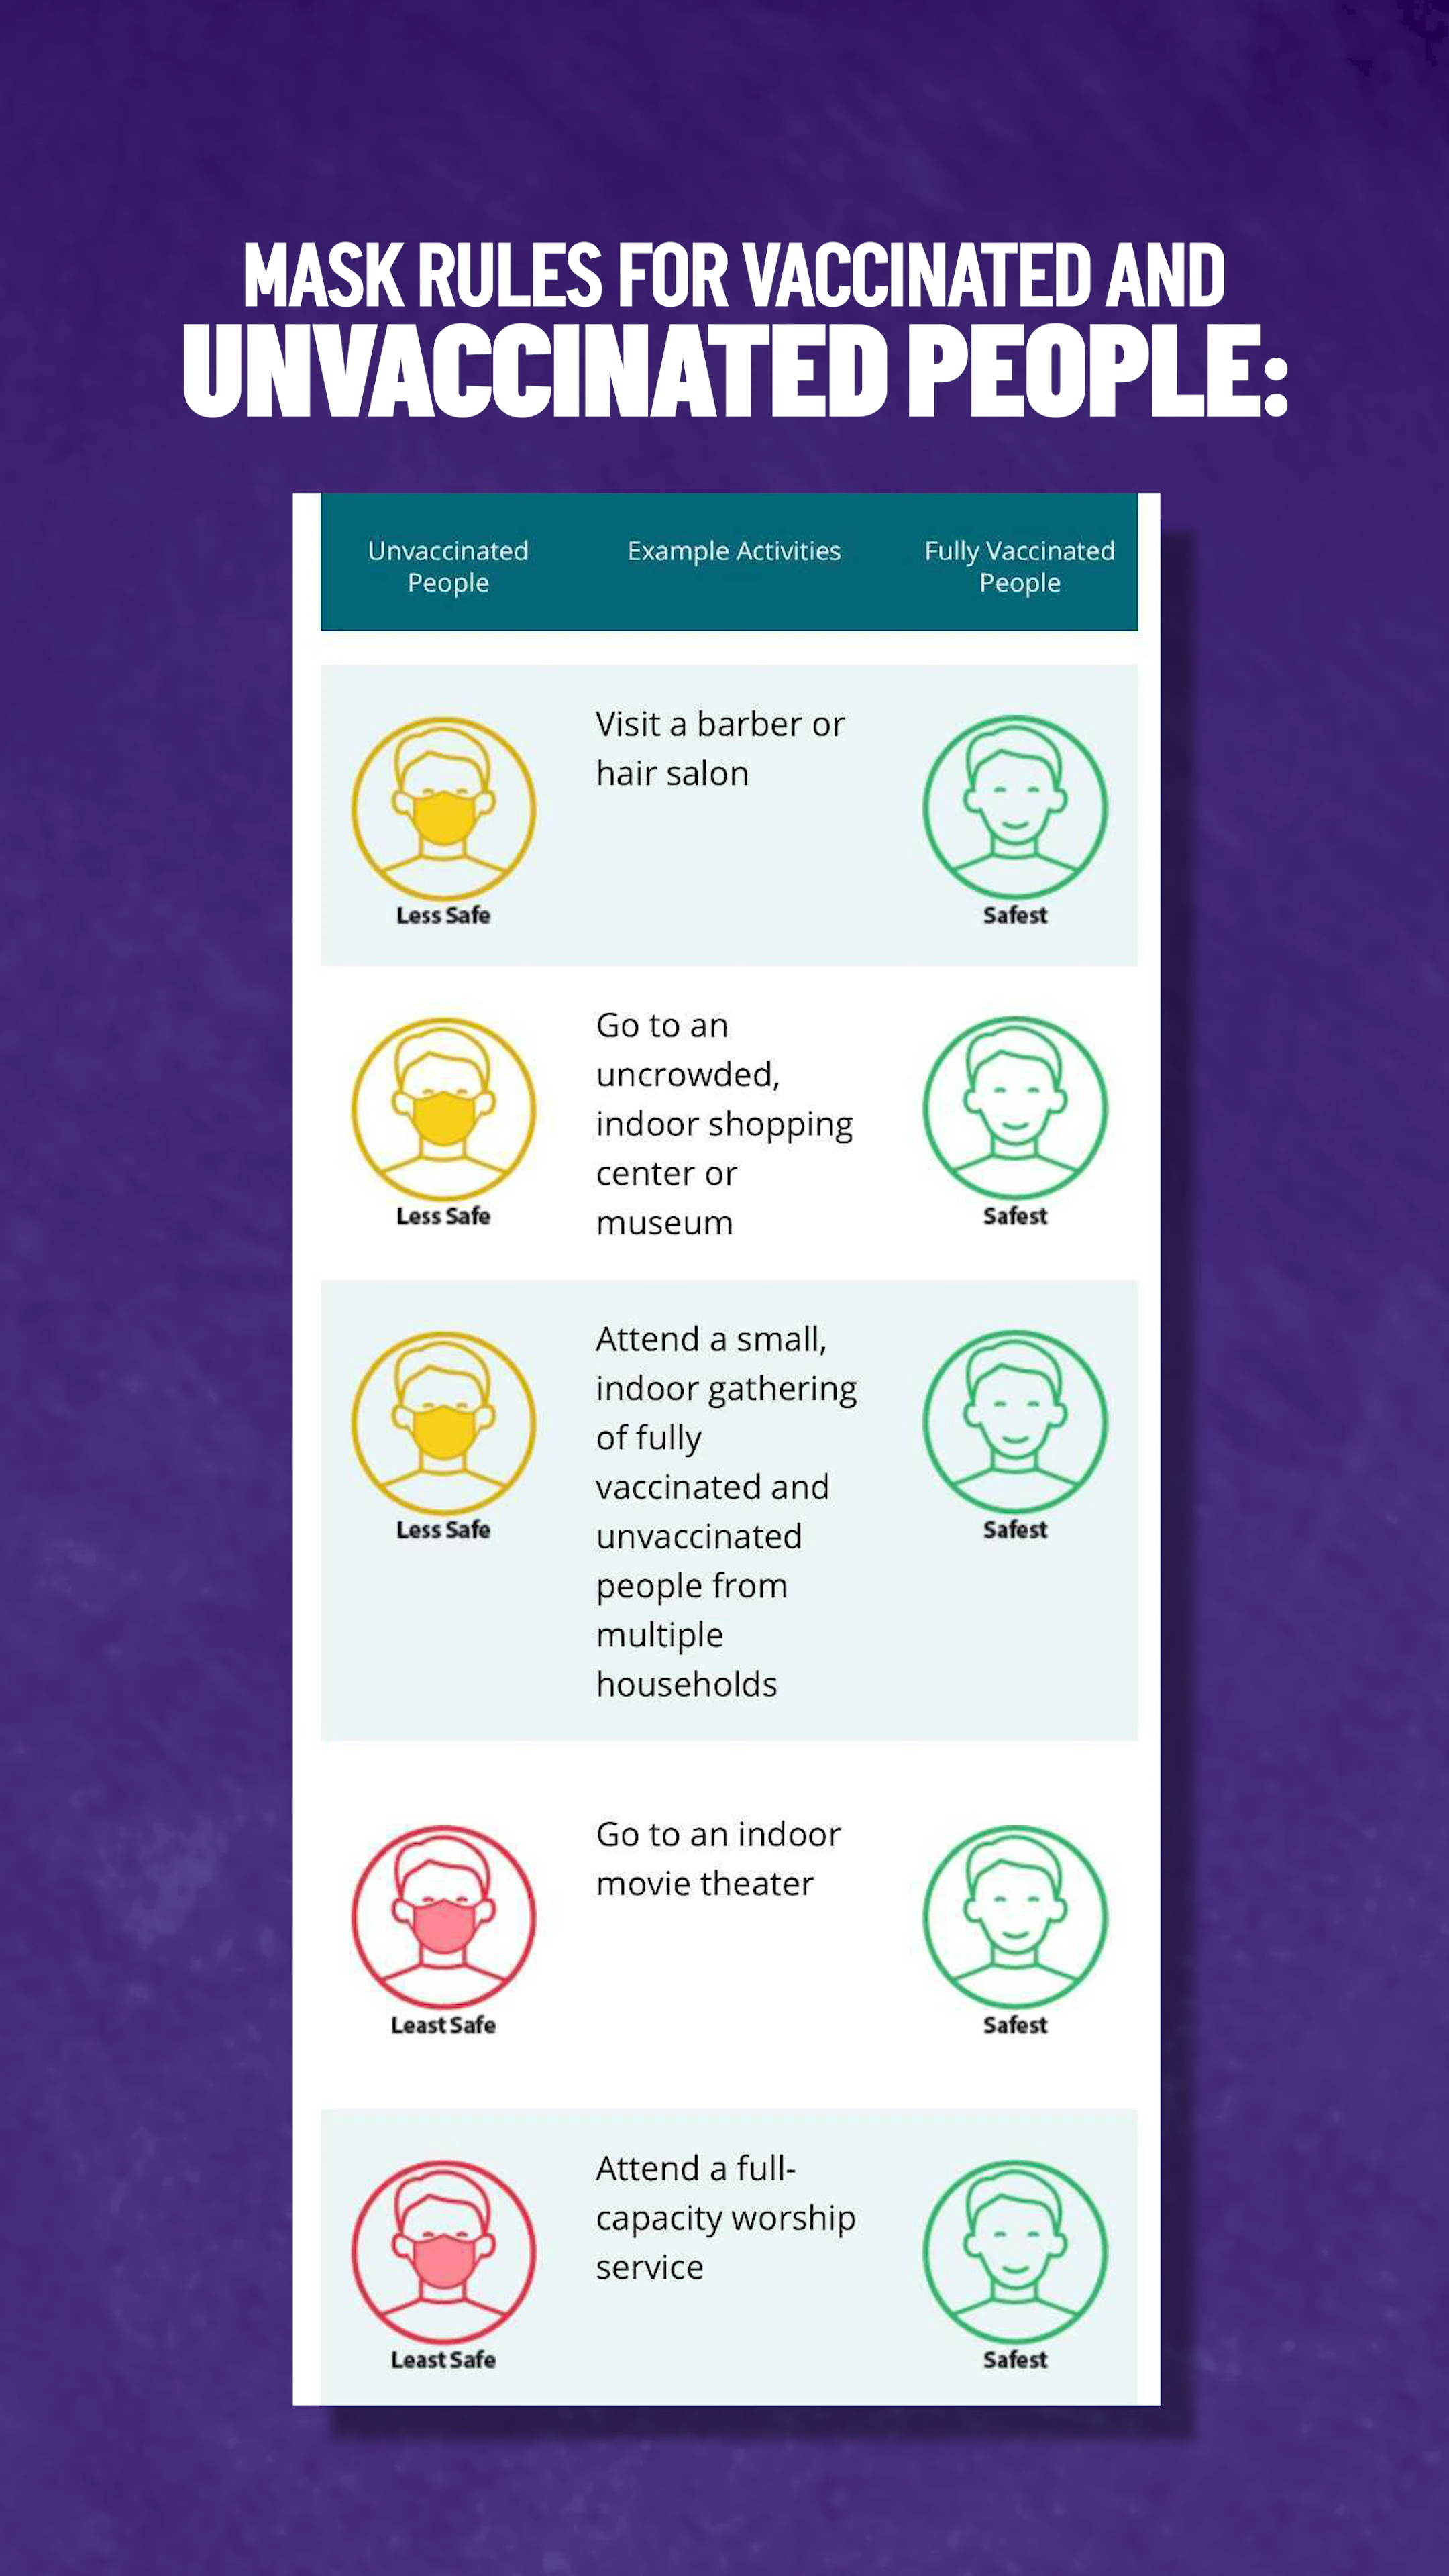 MASK RULES FOR VACCINATED AND
UNVACCINATED PEOPLE:
Unvaccinated
People
Example Activities
Fully Vaccinated
People
Less Safe
Visit a barber or
hair salon
Safest
Less Safe
Go to an
uncrowded,
indoor shopping
center or
museum
Safest
Less Safe
Attend a small,
indoor gathering
of fully
vaccinated and
unvaccinated
people from
multiple
households
Safest
Least Safe
Go to an indoor
movie theater
Safest
Least Safe
Attend a full-
capacity worship
service
Safest